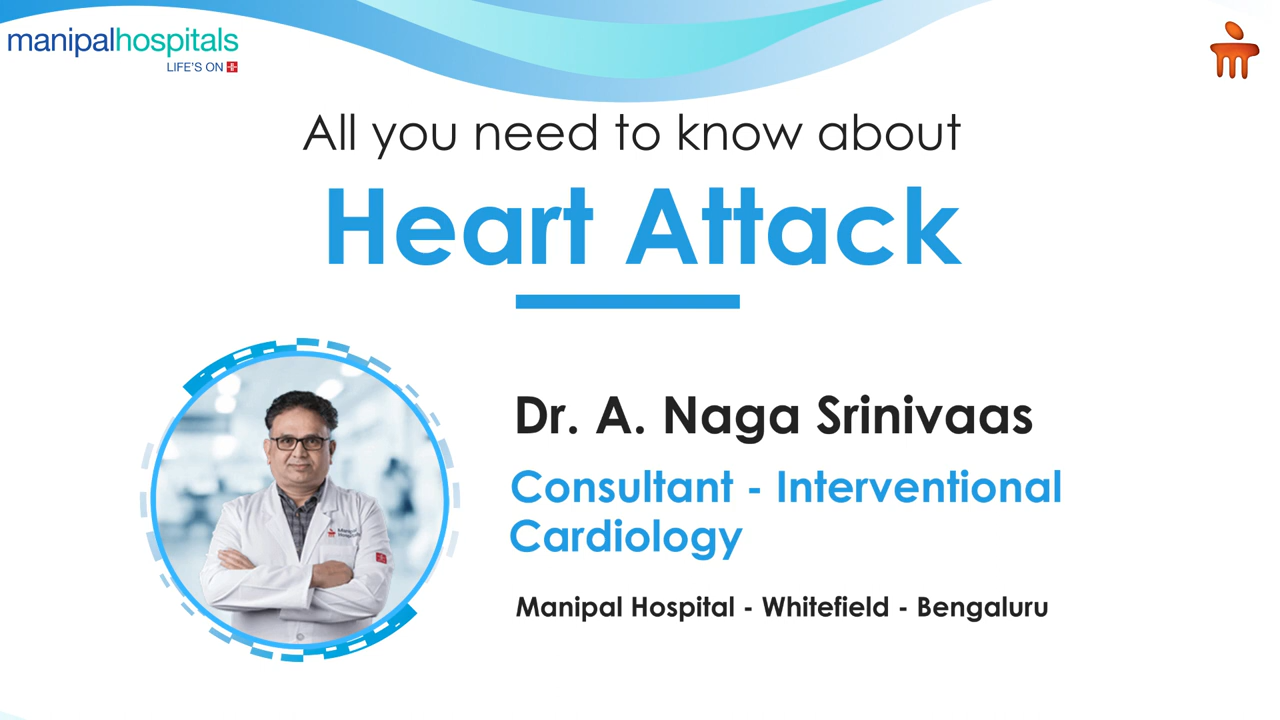 manipalhospitals
LIFE'S ON
All you need to know about
Heart Attack
Dr. A. Naga Srinivaas
Consultant - Interventional
Cardiology
Manipal Hospital - Whitefield - Bengaluru